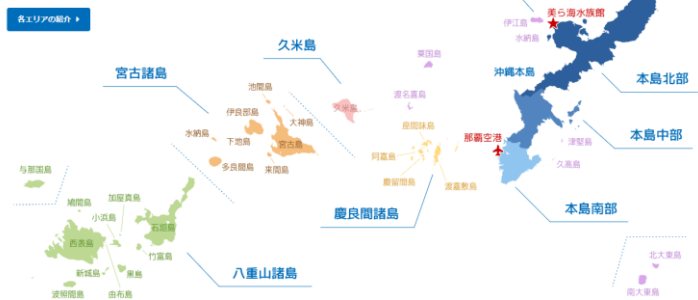 各エリアの紹介
美ら海水族館
伊江島
水納島
久米島
粟国島
沖縄本島
本島北部
宮古諸島
池間島
渡名喜島
久米島
伊良部島
大神島
座間味島
那覇空港
本島中部
水納島
下地島
宮古島
津堅島
阿嘉島
久高島
多良間島
来間島
慶留間島
渡嘉敷島
与那国島
慶良間諸島
本島南部
加屋真島
鳩間島
小浜島
石垣島
西表島
竹富島
北大東島
新城島
黒島
八重山諸島
波照間島
由布島
南大東島